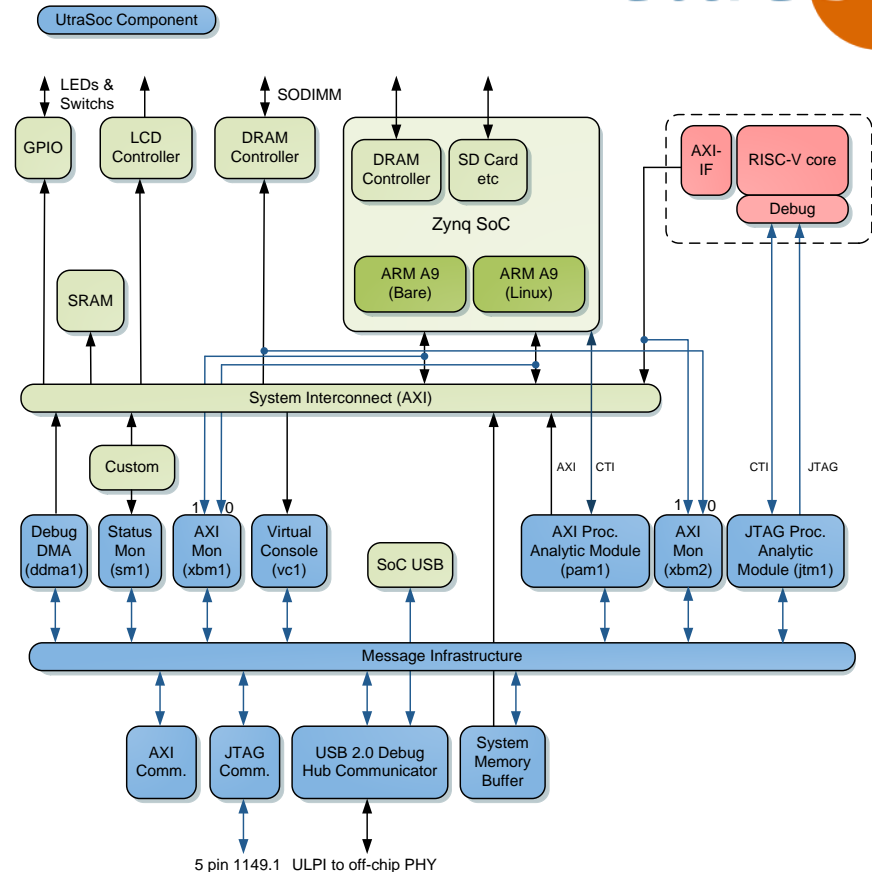 UtraSoc Component
LEDs &
Switchs
SODIMM
GPIO
LCD
Controller
DRAM
Controller
DRAM
Controller
SD Card
etc
Zynq SoC
AXI-
IF
RISC-V core
Debug
ARM A9
(Bare)
ARM A9
(Linux)
SRAM
System Interconnect (AXI)
Custom
AXI
CTI
CTI
JTAG
1
0
1
0
Debug
DMA
(ddma1)
Status
Mon
(sm1)
AXI
Mon
(xbm1)
Virtual
Console
(vc1)
SoC USB
AXI Proc.
Analytic Module
(pam1)
AXI
Mon
(xbm2)
JTAG Proc.
Analytic
Module (jtm1)
Message Infrastructure
AXI
Comm.
JTAG
Comm.
USB 2.0 Debug
Hub Communicator
System
Memory
Buffer
5 pin 1149.1
ULPI to off-chip PHY